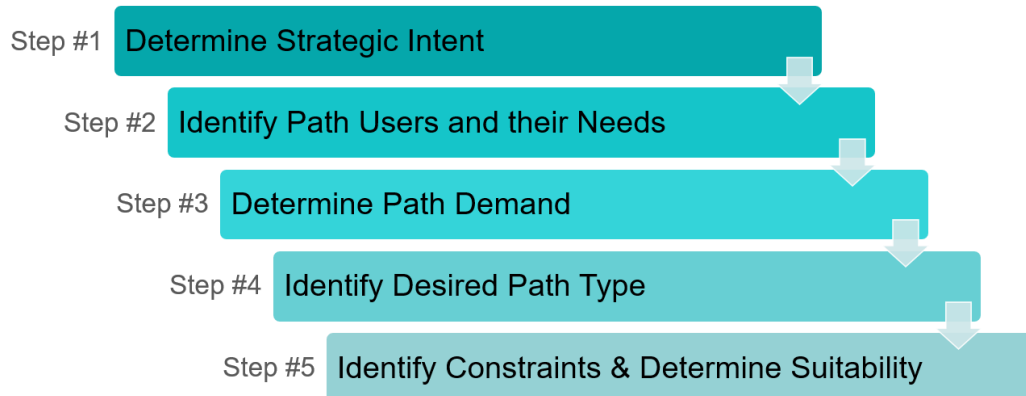 Step #1 Determine Strategic Intent
Step #2 Identify Path Users and their Needs
Step #3 Determine Path Demand
Step #4 Identify Desired Path Type
Step #5 Identify Constraints & Determine Suitability